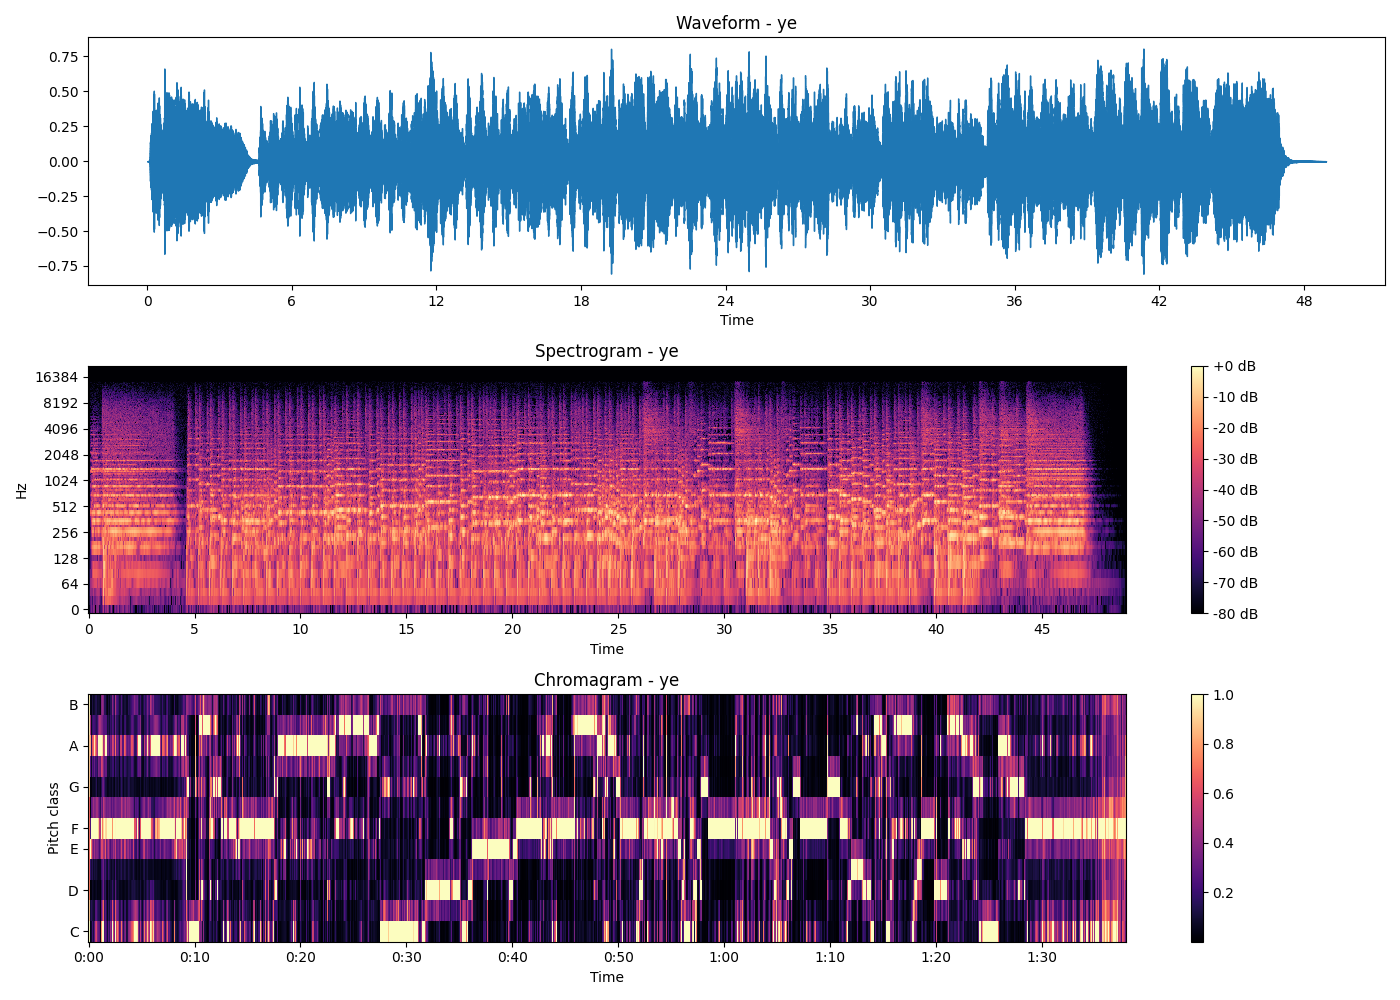 Waveform - ye
0.75
0.50
0.25
0.00
−0.25
−0.50
−0.75
0 6 12 18 24 30 36 42 48
Time
Spectrogram - ye
Hz
16384
8192
4096
2048
1024
512
256
128
64
0
0 5 10 15 20 25 30 35 40 45
Time
+0 dB
-10 dB
-20 dB
-30 dB
-40 dB
-50 dB
-60 dB
-70 dB
-80 dB
Chromagram - ye
Pitch class
B
A
G
F
E
D
C
0:00 0:10 0:20 0:30 0:40 0:50 1:00 1:10 1:20 1:30
Time
1.0
0.8
0.6
0.4
0.2